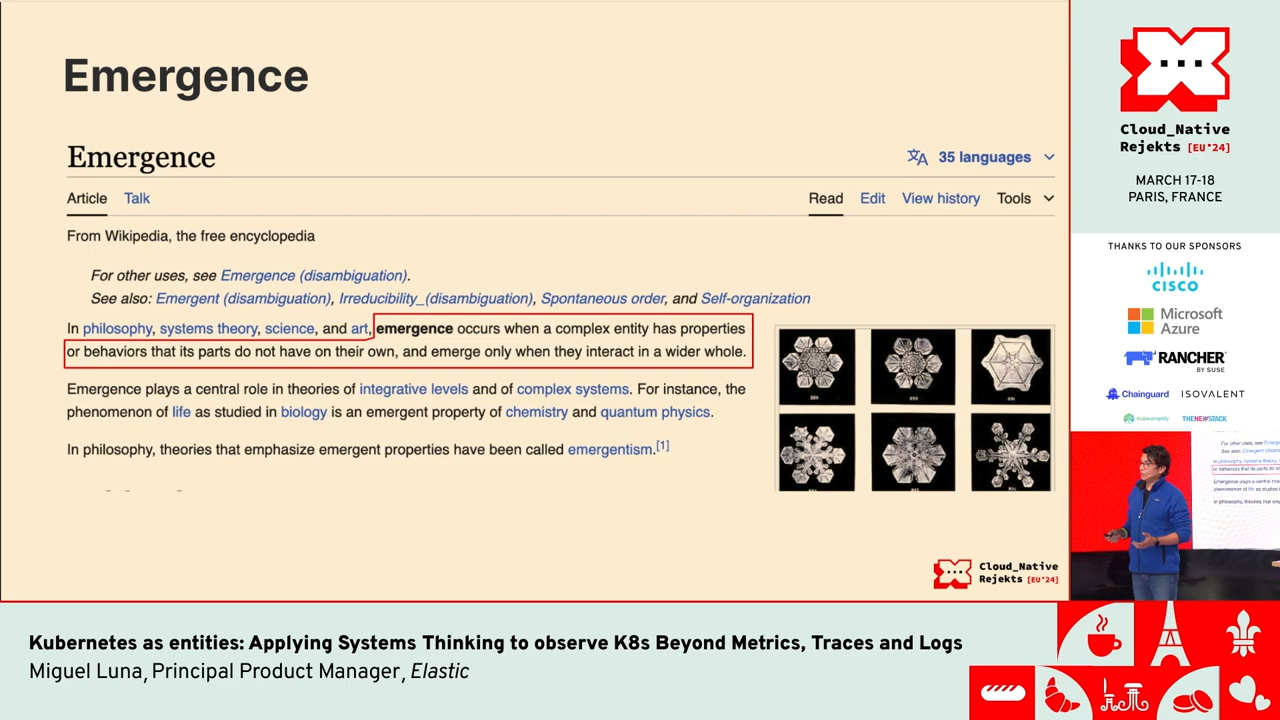 Emergence
Emergence
35 languages
Article Talk
Read Edit View history Tools
From Wikipedia, the free encyclopedia
For other uses, see Emergence (disambiguation).
See also: Emergent (disambiguation), Irreducibility_(disambiguation), Spontaneous order, and Self-organization
In philosophy, systems theory, science, and art, emergence occurs when a complex entity has properties
or behaviors that its parts do not have on their own, and emerge only when they interact in a wider whole.
Emergence plays a central role in theories of integrative levels and of complex systems. For instance, the
phenomenon of life as studied in biology is an emergent property of chemistry and quantum physics.
In philosophy, theories that emphasize emergent properties have been called emergentism.[1]
Cloud_Native
Rejekts [EU'24]
Cloud_Native
Rejekts [EU'24]
MARCH 17-18
PARIS, FRANCE
THANKS TO OUR SPONSORS
CISCO
Microsoft
Azure
RANCHER
BY SUSE
Chainguard ISOVALENT
kubesimplify THENEWSTACK
Kubernetes as entities: Applying Systems Thinking to observe K8s Beyond Metrics, Traces and Logs
Miguel Luna, Principal Product Manager, Elastic